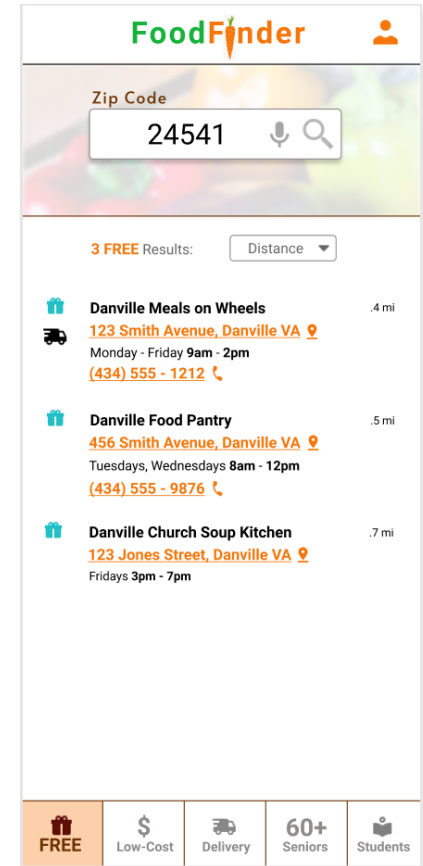 FoodFinder
Zip Code
24541
3 FREE Results:
Distance
Danville Meals on Wheels
.4 mi
123 Smith Avenue, Danville VA
Monday - Friday 9am - 2pm
(434) 555 - 1212
Danville Food Pantry
.5 mi
456 Smith Avenue, Danville VA
Tuesdays, Wednesdays 8am - 12pm
(434) 555 - 9876
Danville Church Soup Kitchen
.7 mi
123 Jones Street, Danville VA
Fridays 3pm - 7pm
FREE
$
Low-Cost
Delivery
60+
Seniors
Students